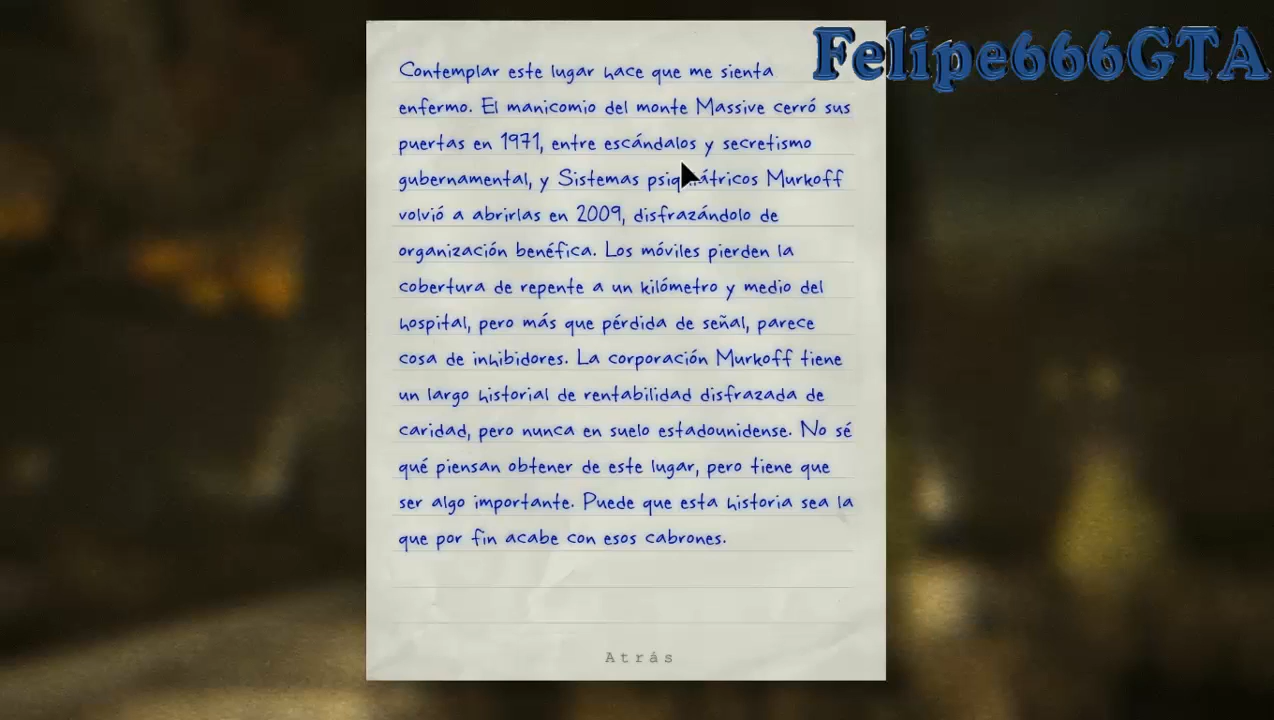 Felipe666GTA
Contemplar este lugar hace que me sienta
enfermo. El manicomio del monte Massive cerró sus
puertas en 1971, entre escándalos y secretismo
gubernamental, y Sistemas psiquiátricos Murkoff
volvió a abrirlas en 2009, disfrazándolo de
organización benéfica. Los móviles pierden la
cobertura de repente a un kilómetro y medio del
hospital, pero más que pérdida de señal, parece
cosa de inhibidores. La corporación Murkoff tiene
un largo historial de rentabilidad disfrazada de
caridad, pero nunca en suelo estadounidense. No sé
qué piensan obtener de este lugar, pero tiene que
ser algo importante. Puede que esta historia sea la
que por fin acabe con esos cabrones.
Atrás